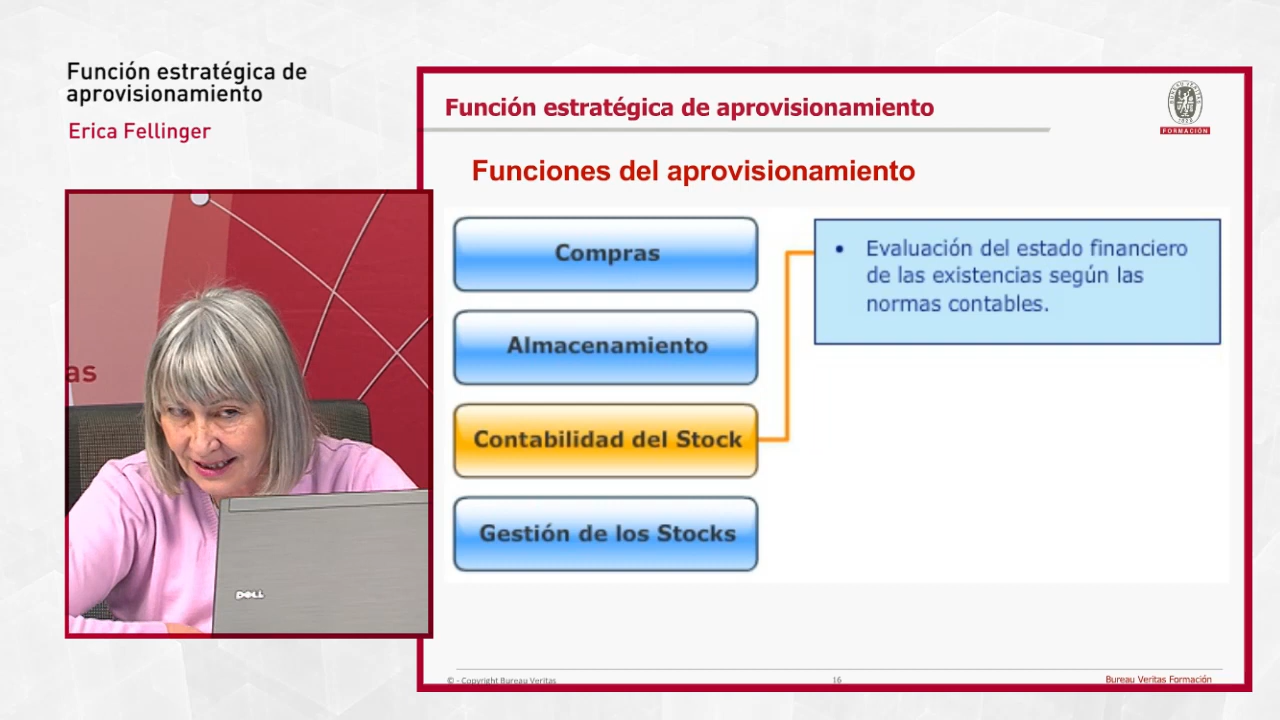 Función estratégica de
aprovisionamiento
Erica Fellinger
Función estratégica de aprovisionamiento
FORMACIÓN
Funciones del aprovisionamiento
Compras
Almacenamiento
Contabilidad del Stock
Gestión de los Stocks
• Evaluación del estado financiero
de las existencias según las
normas contables.
as
DELL
© - Copyright Bureau Veritas
16
Bureau Veritas Formación